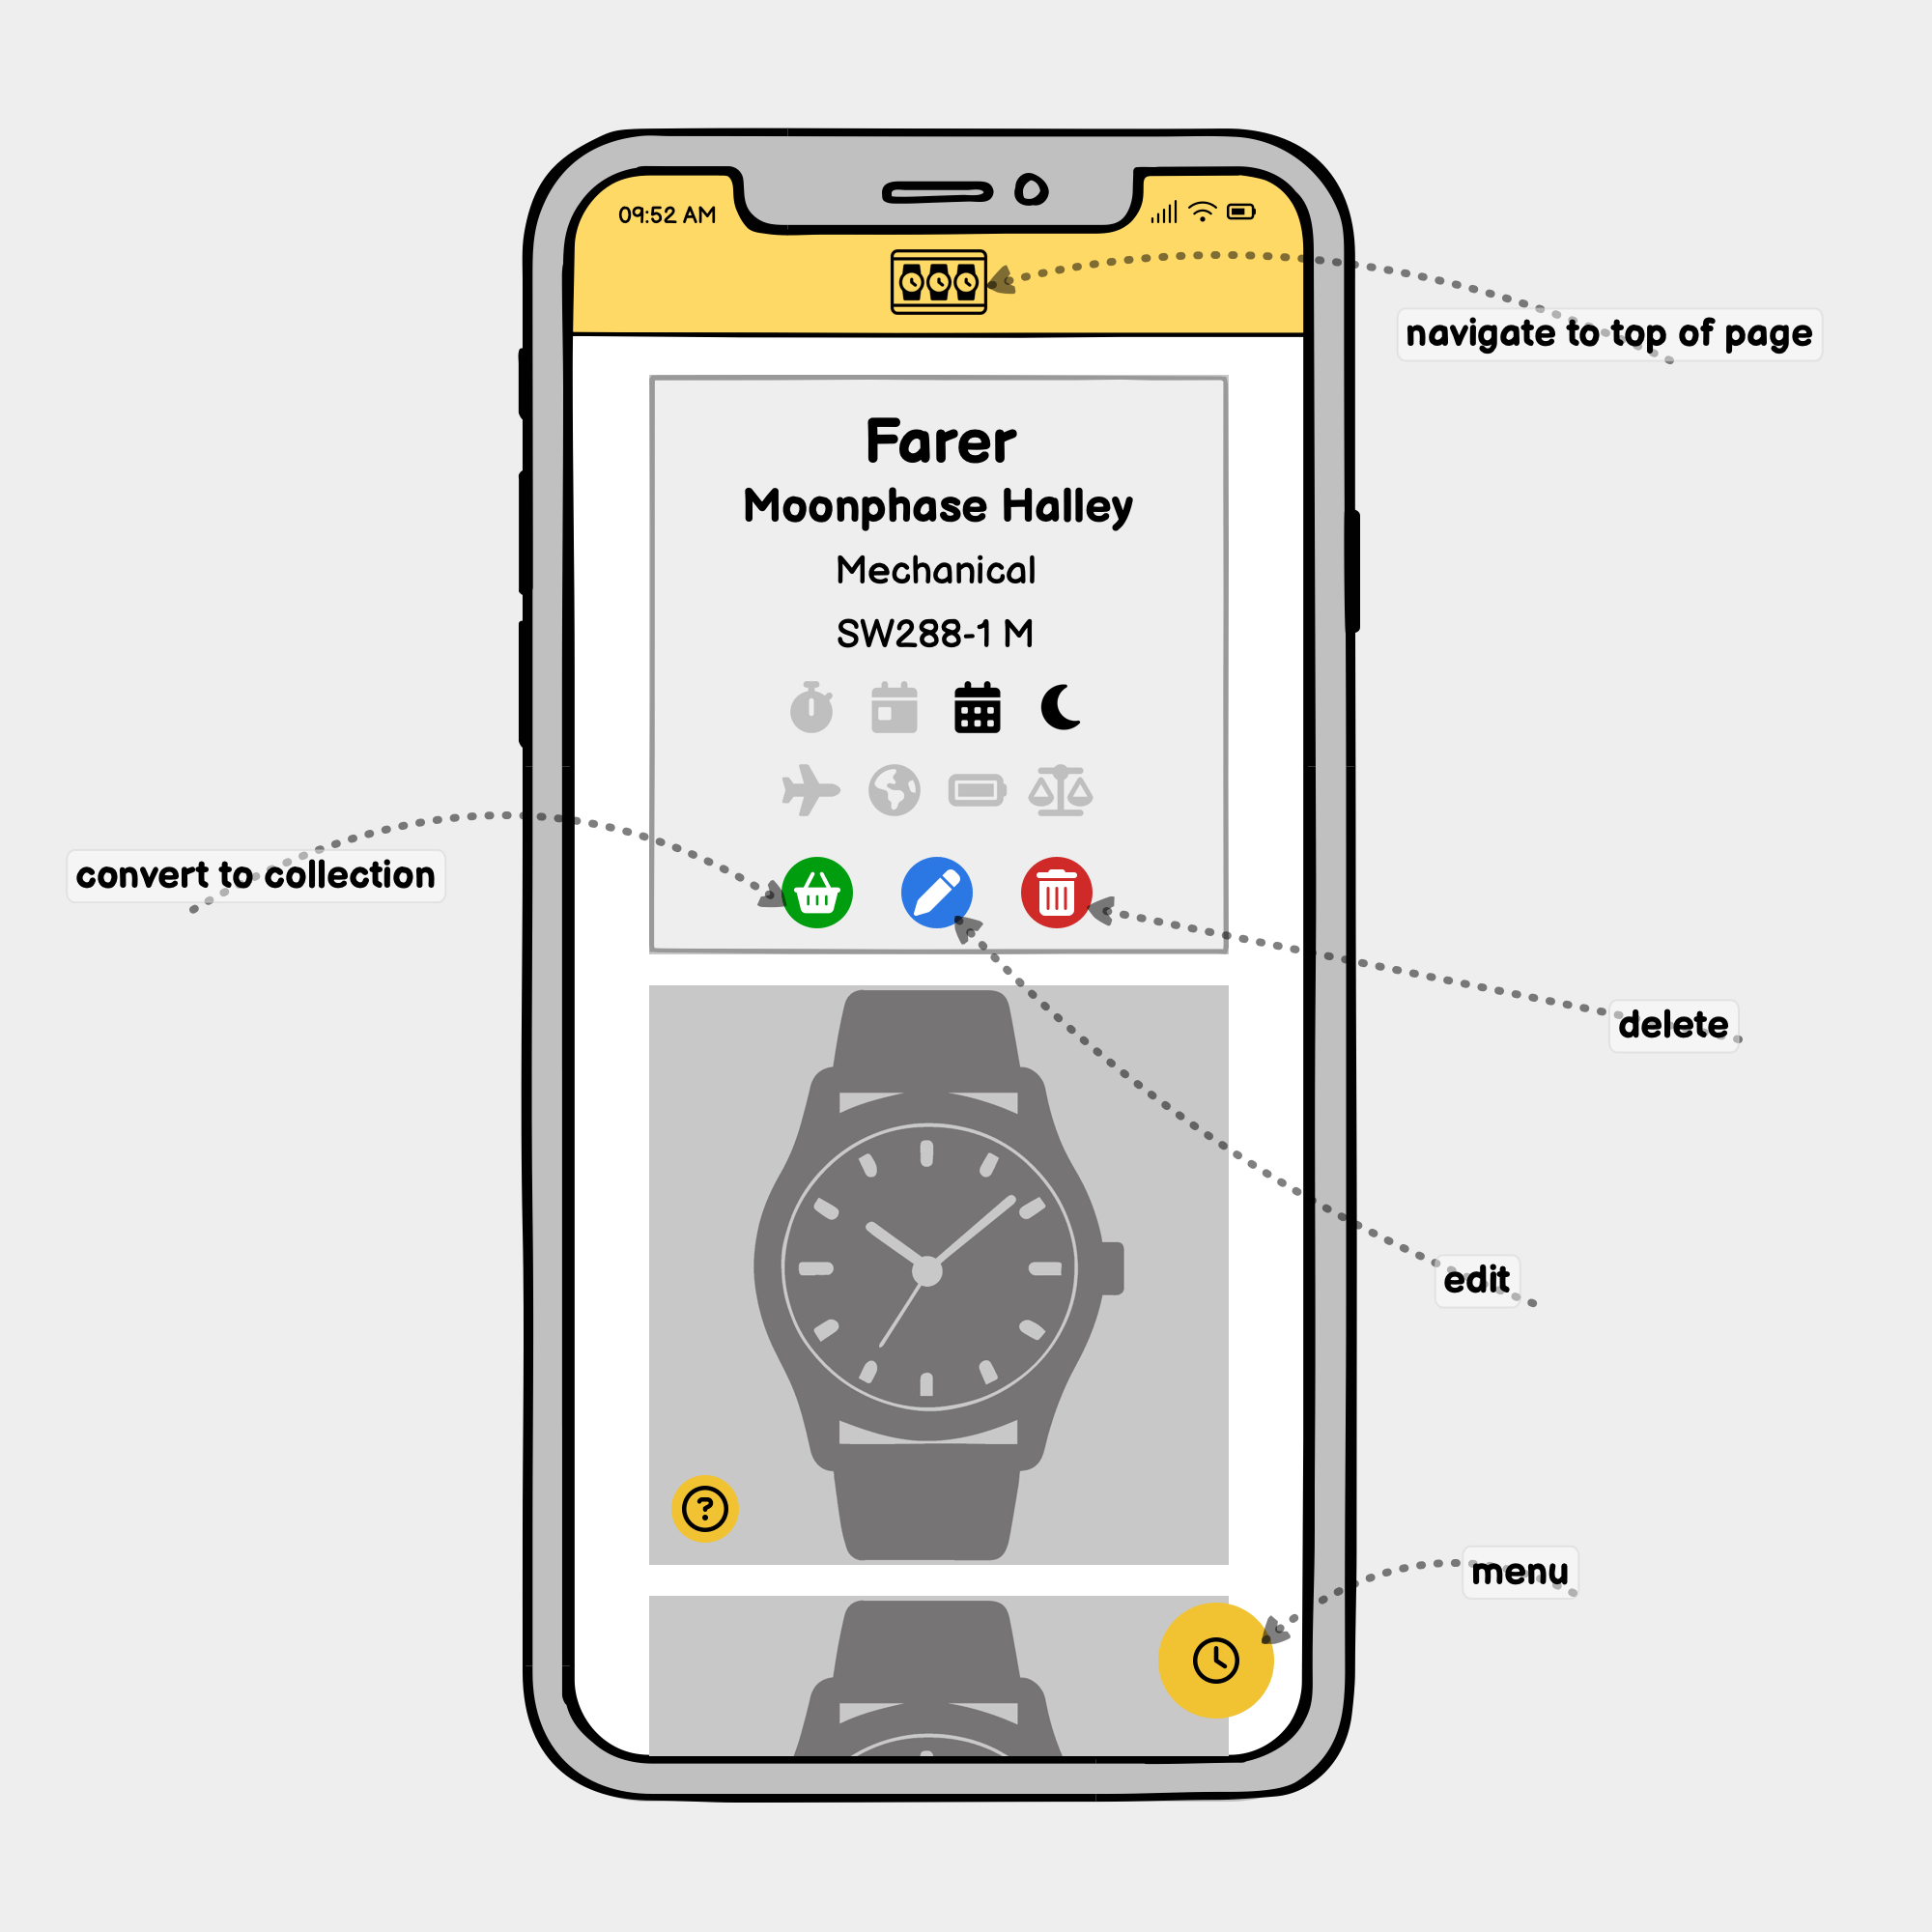 09:52 AM
navigate to top of page
Farer
Moonphase Halley
Mechanical
SW288-1 M
convert to collection
delete
edit
?
menu